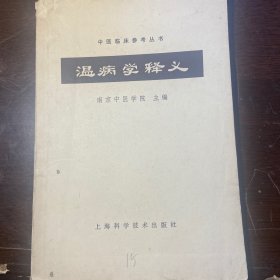 中医临床参考丛书
温病学释义
南京中医学院 主编
上海科学技术出版社
15